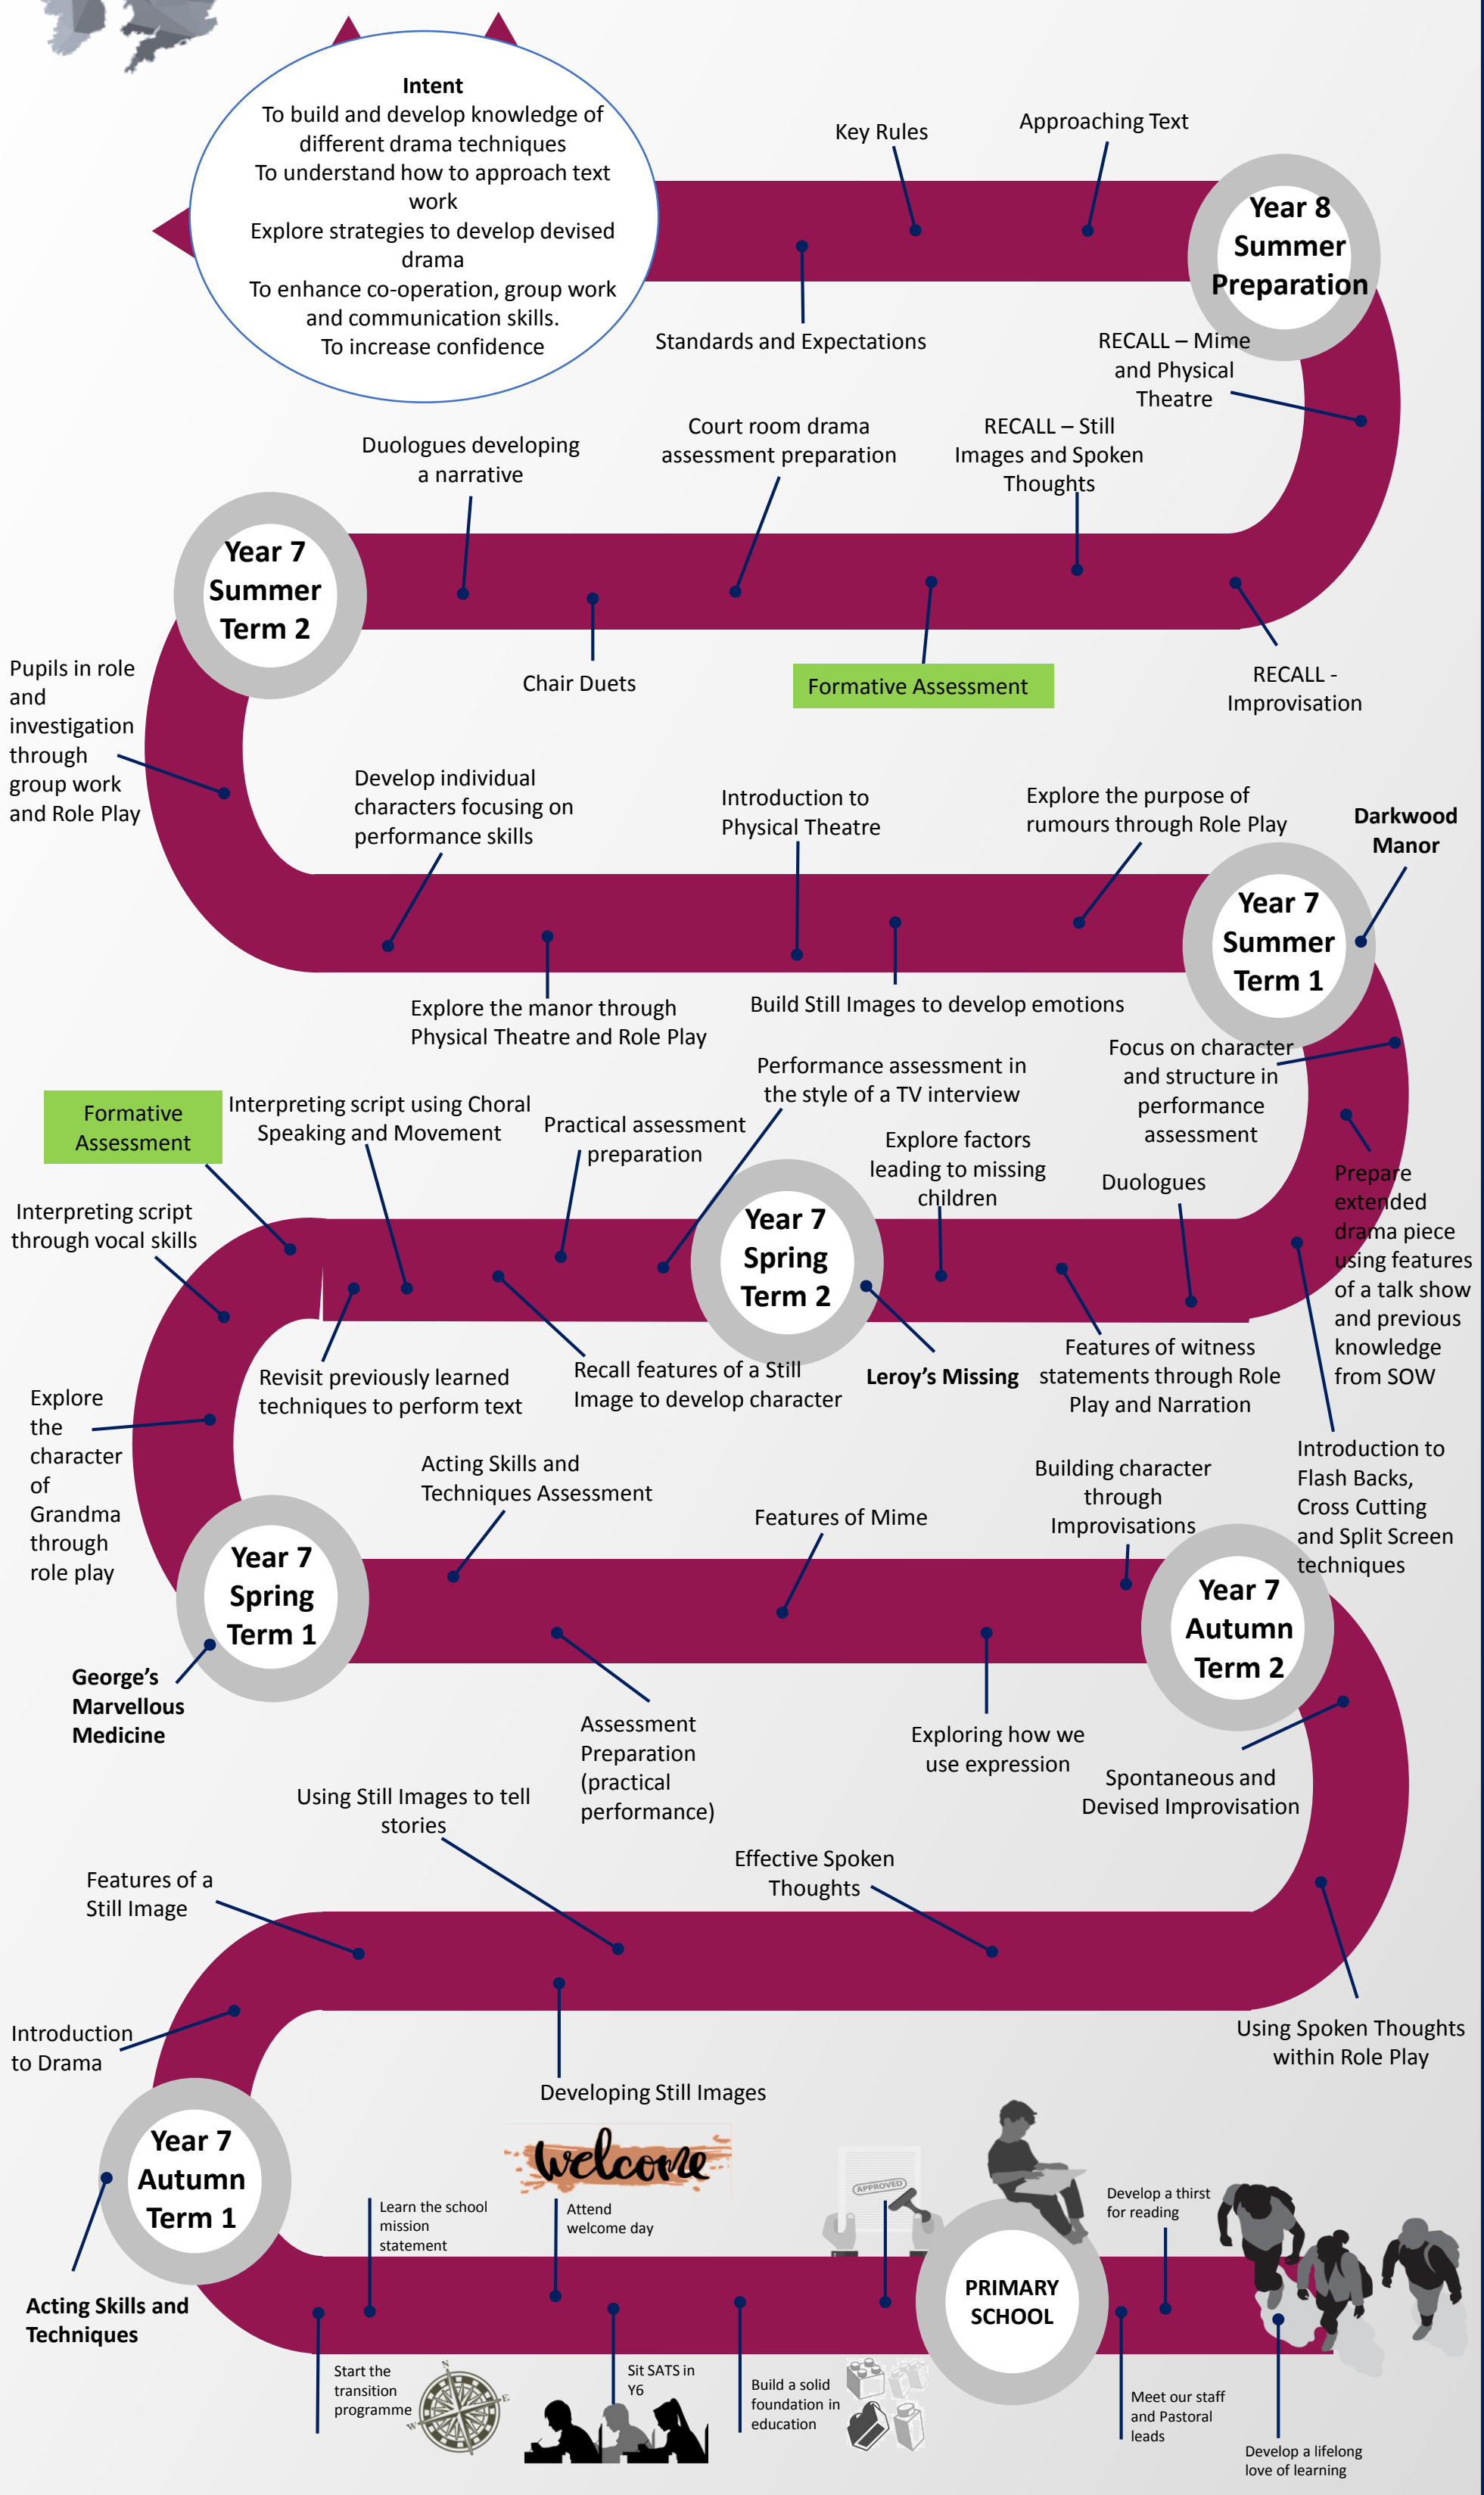 Intent
To build and develop knowledge of
different drama techniques
To understand how to approach text
work
Explore strategies to develop devised
drama
To enhance co-operation, group work
and communication skills.
To increase confidence
Key Rules
Approaching Text
Year 8
Summer
Preparation
Standards and Expectations
RECALL – Mime
and Physical
Theatre
Duologues developing
a narrative
Court room drama
assessment preparation
RECALL – Still
Images and Spoken
Thoughts
Year 7
Summer
Term 2
Chair Duets
Formative Assessment
RECALL -
Improvisation
Pupils in role
and
investigation
through
group work
and Role Play
Develop individual
characters focusing on
performance skills
Introduction to
Physical Theatre
Explore the purpose of
rumours through Role Play
Darkwood
Manor
Year 7
Summer
Term 1
Explore the manor through
Physical Theatre and Role Play
Build Still Images to develop emotions
Focus on character
and structure in
performance
assessment
Performance assessment in
the style of a TV interview
Formative
Assessment
Interpreting script using Choral
Speaking and Movement
Practical assessment
preparation
Explore factors
leading to missing
children
Duologues
Prepare
extended
drama piece
using features
of a talk show
and previous
knowledge
from SOW
Interpreting script
through vocal skills
Year 7
Spring
Term 2
Revisit previously learned
techniques to perform text
Recall features of a Still
Image to develop character
Leroy's Missing
Features of witness
statements through Role
Play and Narration
Explore
the
character
of
Grandma
through
role play
Introduction to
Flash Backs,
Cross Cutting
and Split Screen
techniques
Acting Skills and
Techniques Assessment
Features of Mime
Building character
through
Improvisations
Year 7
Spring
Term 1
Year 7
Autumn
Term 2
George's
Marvellous
Medicine
Assessment
Preparation
(practical
performance)
Exploring how we
use expression
Spontaneous and
Devised Improvisation
Using Still Images to tell
stories
Features of a
Still Image
Effective Spoken
Thoughts
Introduction
to Drama
Using Spoken Thoughts
within Role Play
Developing Still Images
Year 7
Autumn
Term 1
welcome
APPROVED
Learn the school
mission
statement
Attend
welcome day
Develop a thirst
for reading
PRIMARY
SCHOOL
Acting Skills and
Techniques
Start the
transition
programme
N
E
S
W
Sit SATS in
Y6
Build a solid
foundation in
education
Meet our staff
and Pastoral
leads
Develop a lifelong
love of learning